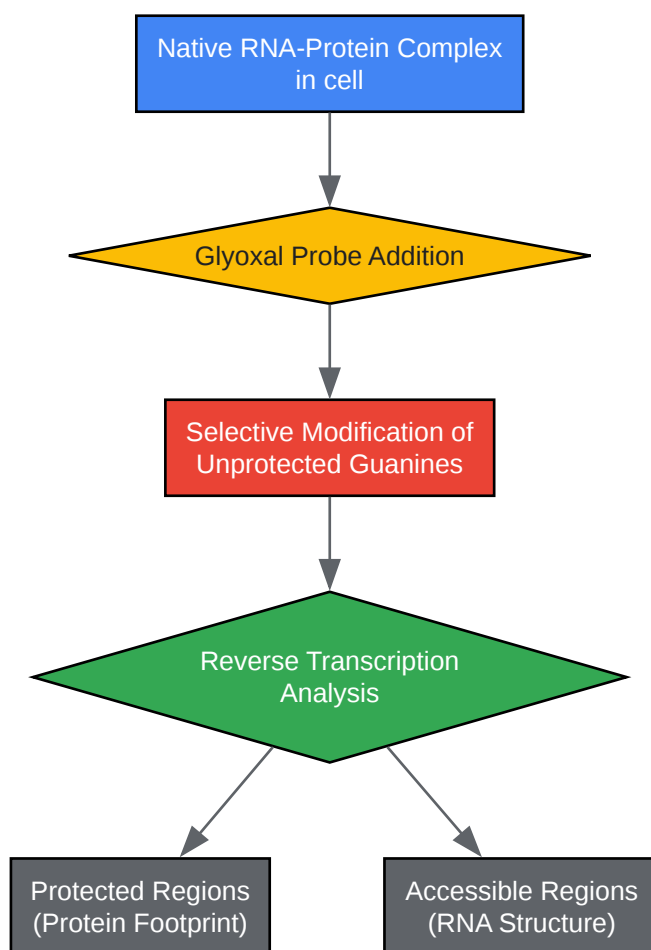 Native RNA-Protein Complex
in cell
Glyoxal Probe Addition
Selective Modification of
Unprotected Guanines
Reverse Transcription
Analysis
Protected Regions
(Protein Footprint)
Accessible Regions
(RNA Structure)